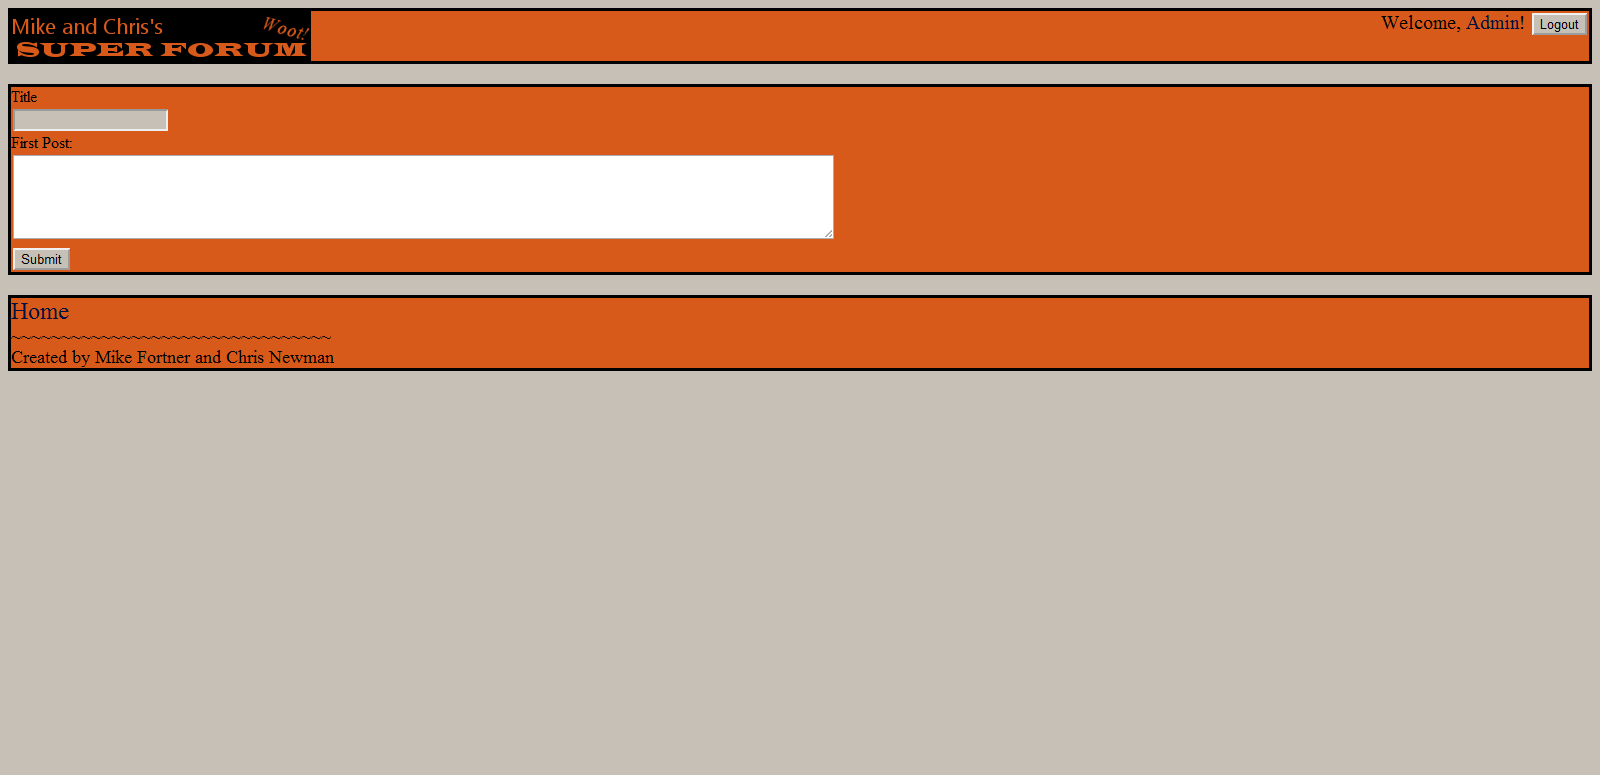 Mike and Chris's
Woot!
SUPER FORUM
Welcome, Admin!
Logout
Title
First Post:
Submit
Home
~~~~~~~~~~~~~~~~~~~~~~~~~~~~~~~~
Created by Mike Fortner and Chris Newman